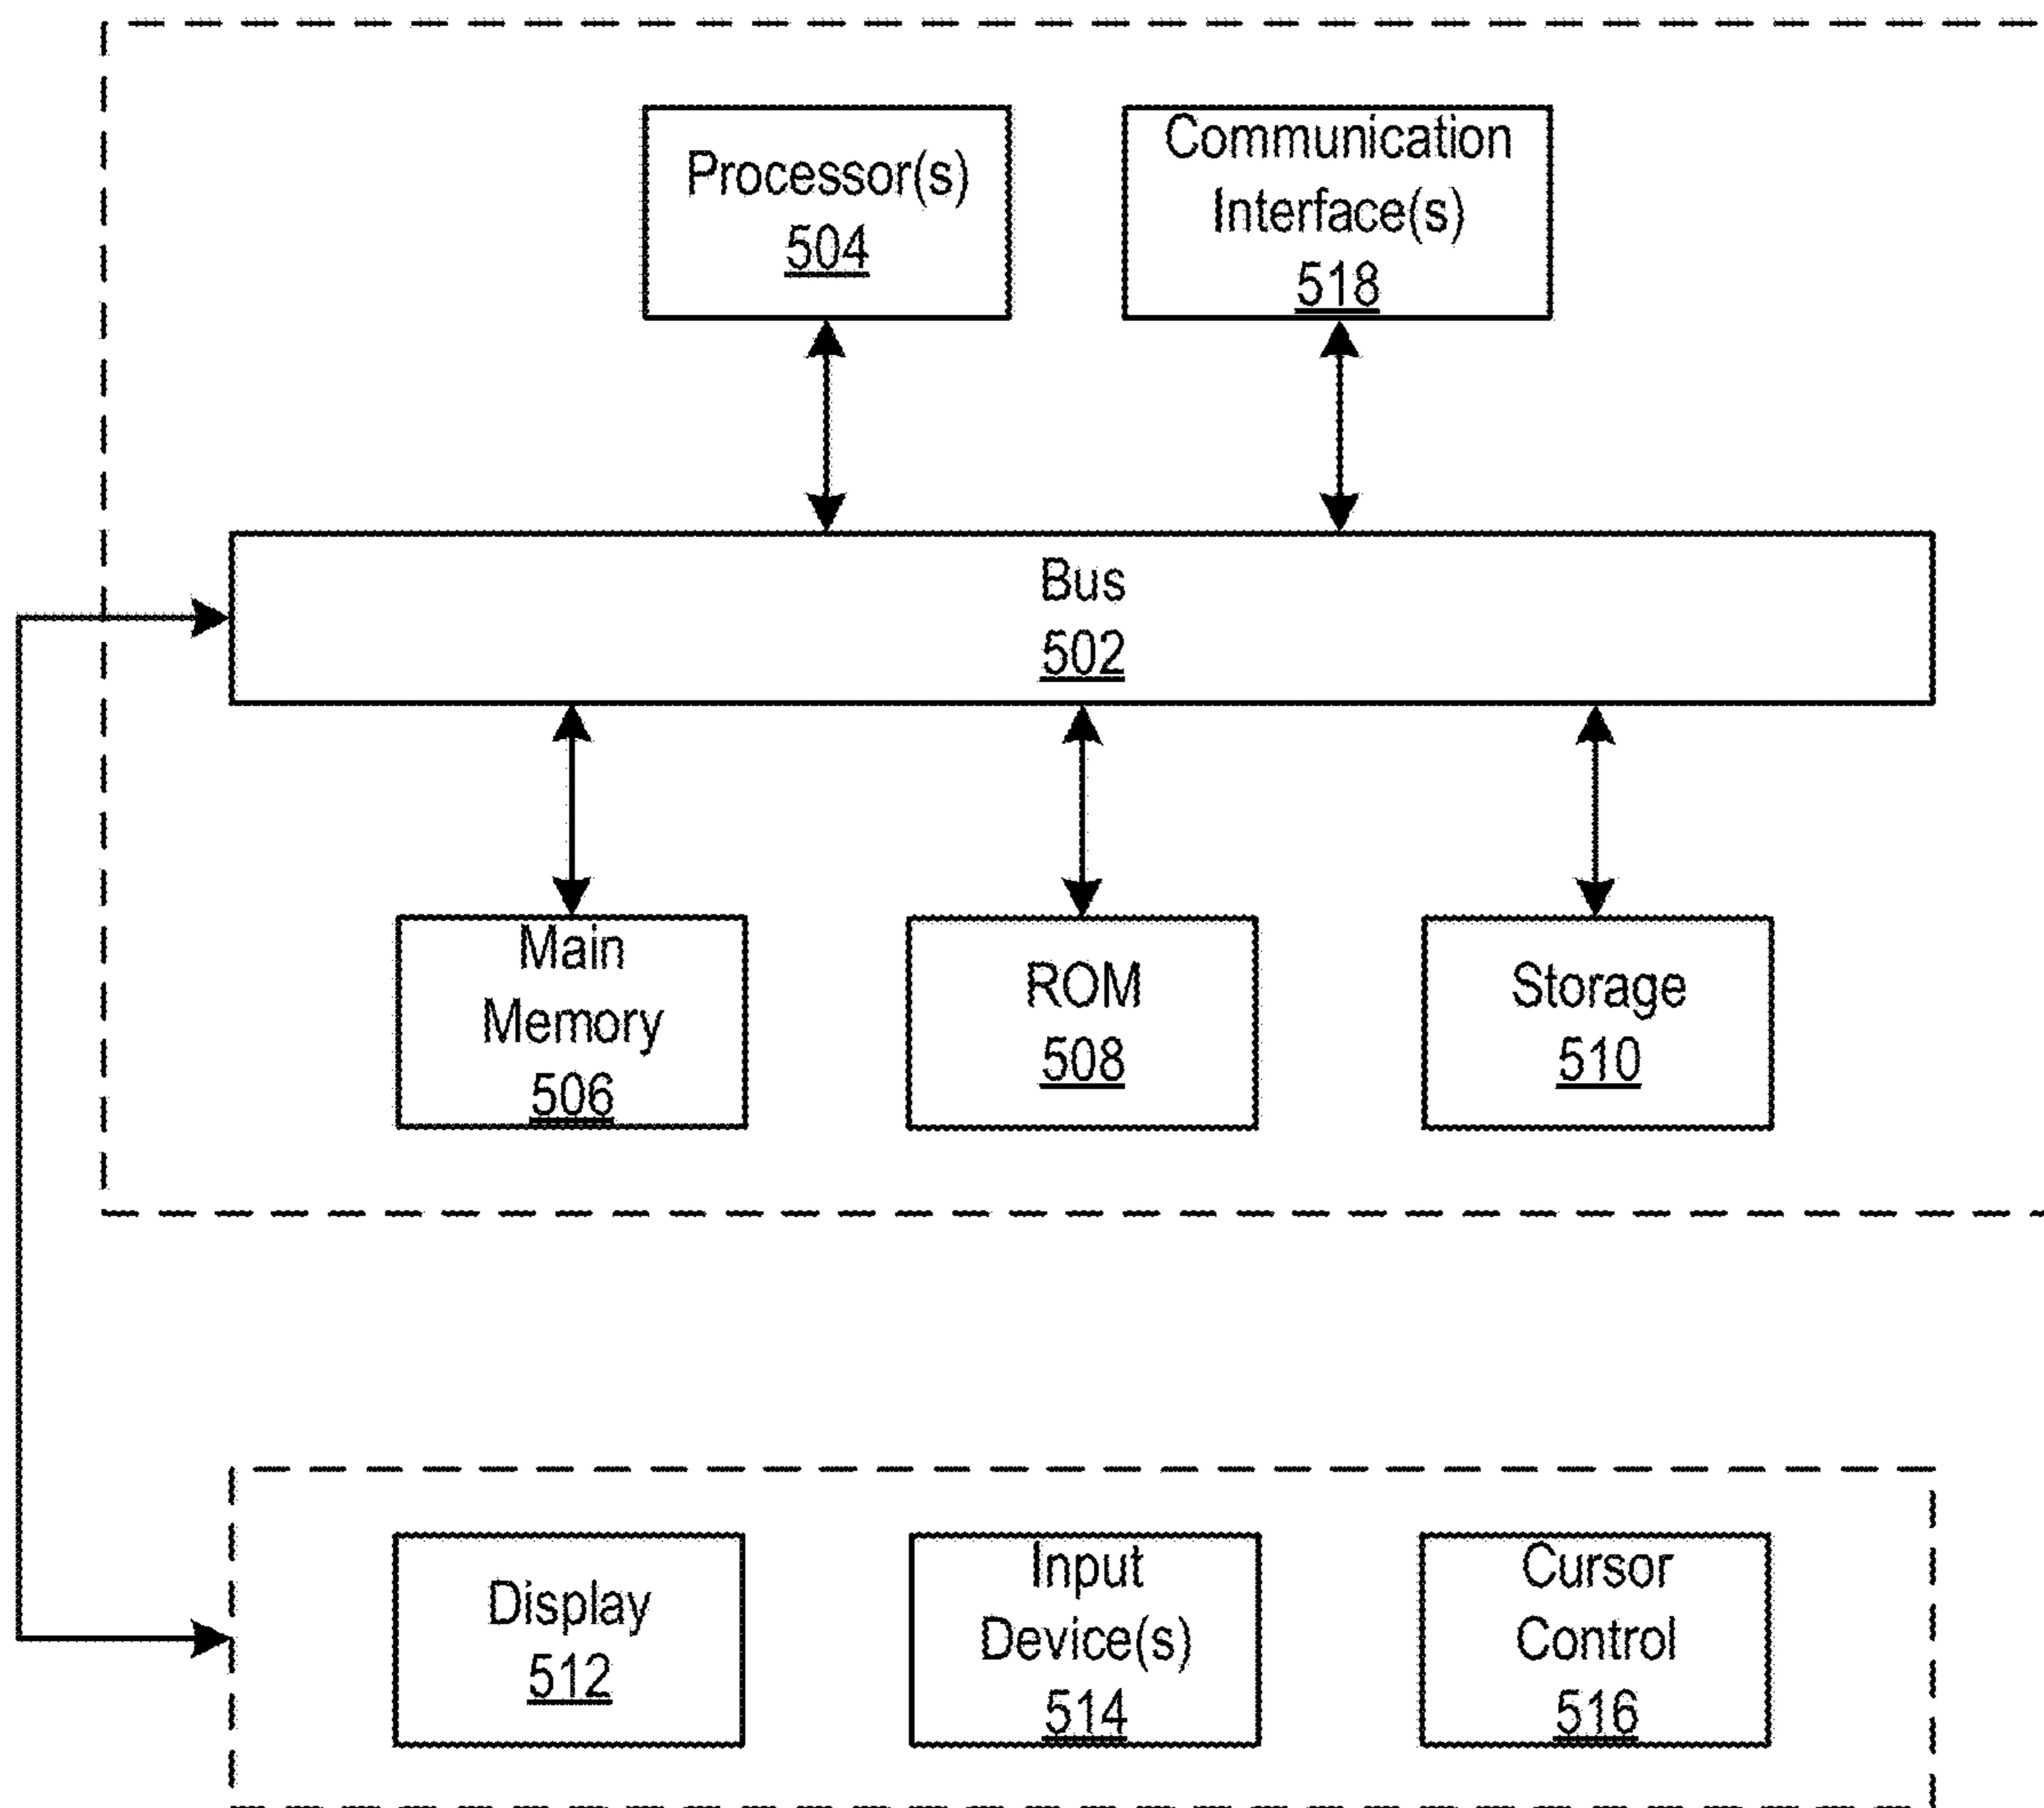 Processor(s)
504
Communication
Interface(s)
518
Bus
502
Main
Memory
506
ROM
508
Storage
510
Display
512
Input
Device(s)
514
Cursor
Control
516